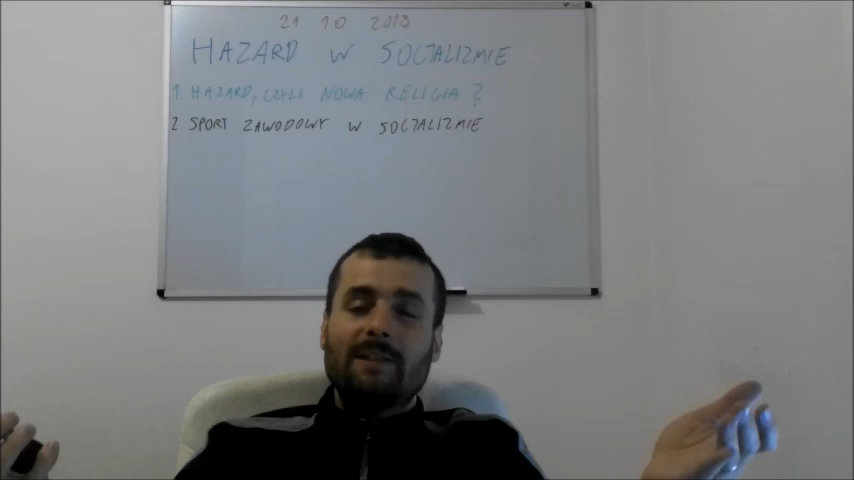 21 10 2013
HAZARD W SOCJALIZMIE
1. HAZARD, CZYLI NOWA RELIGIA?
2 SPORT ZAWODOWY W SOCJALIZMIE